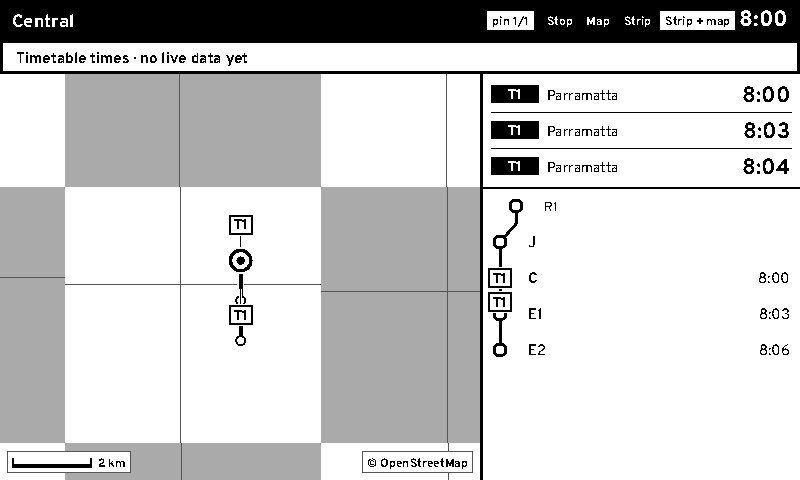 Central
pin 1/1 Stop Map Strip Strip + map 8:00
Timetable times · no live data yet
T1 Parramatta 8:00
T1 Parramatta 8:03
T1 Parramatta 8:04
T1
T1
R1
J
T1 C 8:00
T1
E1 8:03
E2 8:06
2 km
© OpenStreetMap